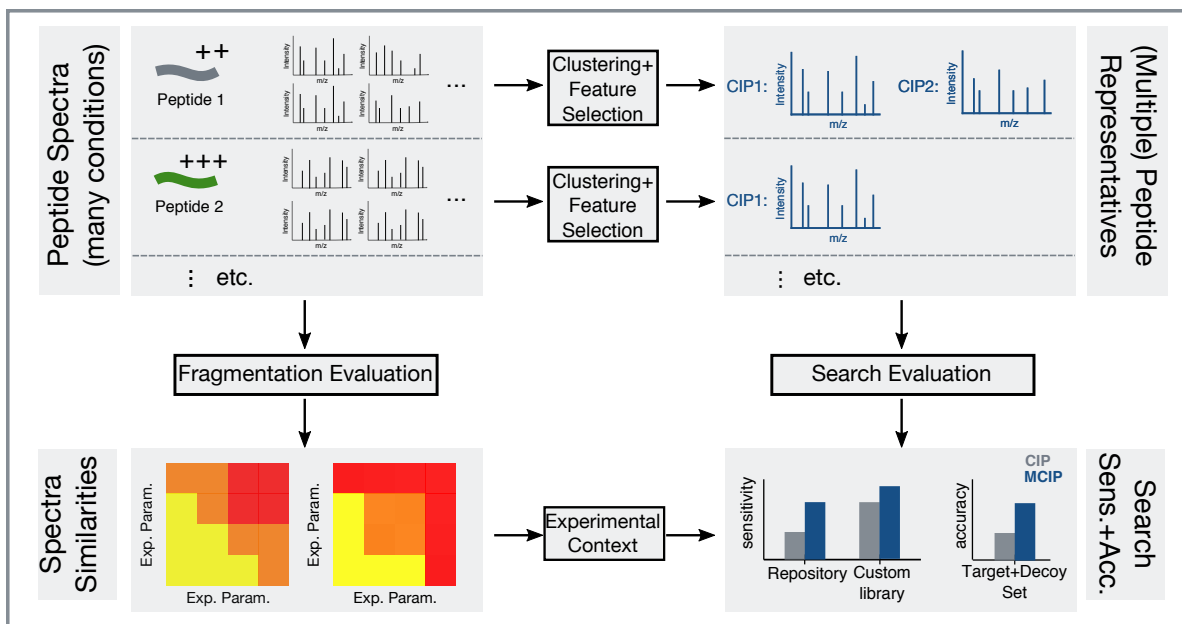 Peptide Spectra
(many conditions)
++
Peptide 1
Intensity
m/z
Intensity
m/z
Intensity
m/z
Intensity
m/z
...
+++
Peptide 2
Intensity
m/z
Intensity
m/z
Intensity
m/z
Intensity
m/z
...
⋮ etc.
Clustering+
Feature
Selection
Clustering+
Feature
Selection
CIP1:
Intensity
m/z
CIP2:
Intensity
m/z
CIP1:
Intensity
m/z
⋮ etc.
(Multiple) Peptide
Representatives
Fragmentation Evaluation
Search Evaluation
Spectra
Similarities
Exp. Param.
Exp. Param.
Exp. Param.
Exp. Param.
Experimental
Context
CIP
MCIP
sensitivity
Repository
Custom
library
accuracy
Target+Decoy
Set
Search
Sens.+Acc.